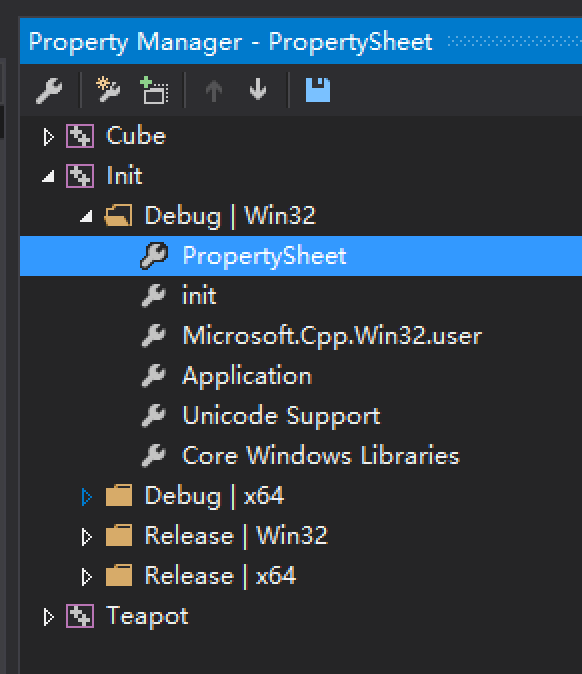 Property Manager - PropertySheet
Cube
Init
Debug | Win32
PropertySheet
init
Microsoft.Cpp.Win32.user
Application
Unicode Support
Core Windows Libraries
Debug | x64
Release | Win32
Release | x64
Teapot